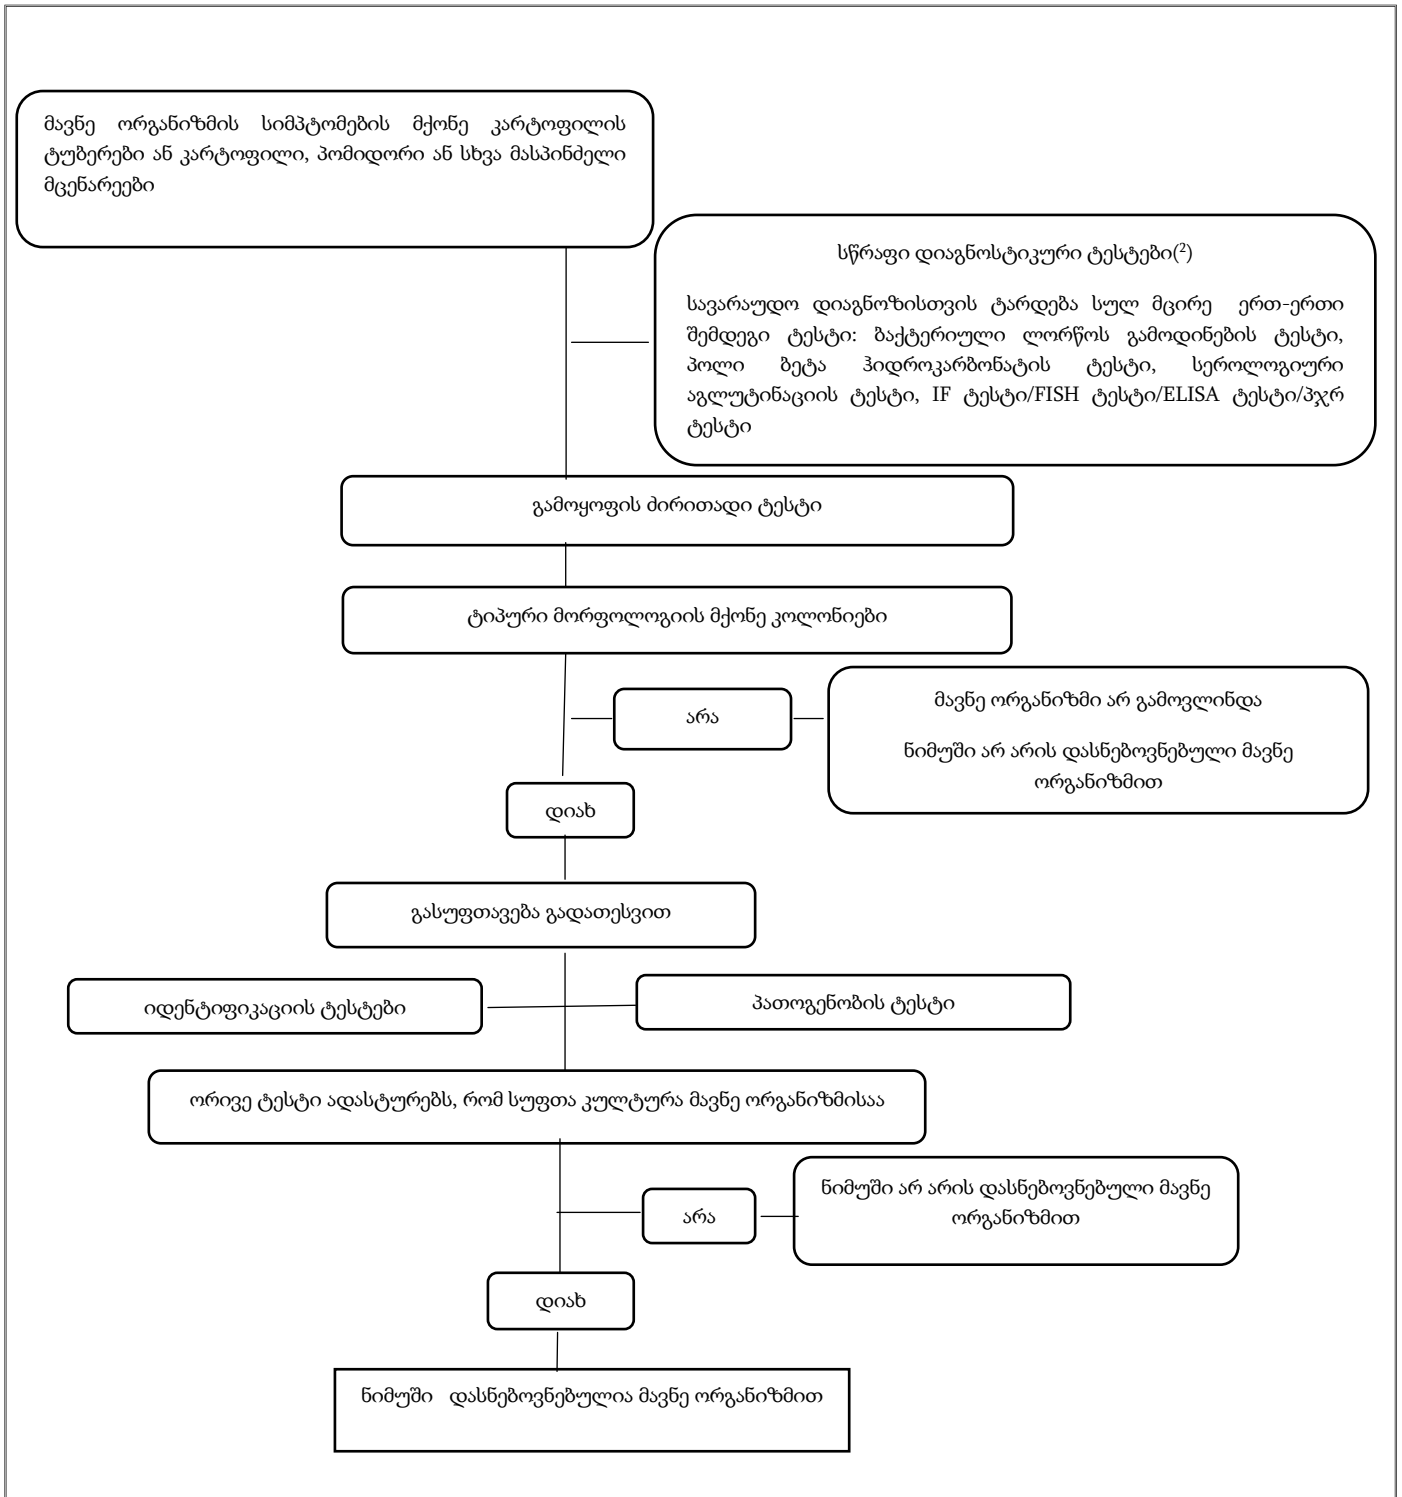 მავნე ორგანიზმის სიმპტომების მქონე კარტოფილის
ტუბერები ან კარტოფილი, პომიდორი ან სხვა მასპინძელი
მცენარეები
სწრაფი დიაგნოსტიკური ტესტები(²)
სავარაუდო დიაგნოზისთვის ტარდება სულ მცირე ერთ-ერთი
შემდეგი ტესტი: ბაქტერიული ლორწოს გამოდინების ტესტი,
პოლი ბეტა ჰიდროკარბონატის ტესტი, სეროლოგიური
აგლუტინაციის ტესტი, IF ტესტი/FISH ტესტი/ELISA ტესტი/პჯრ
ტესტი
გამოყოფის ძირითადი ტესტი
ტიპური მორფოლოგიის მქონე კოლონიები
არა
მავნე ორგანიზმი არ გამოვლინდა
ნიმუში არ არის დასნებოვნებული მავნე
ორგანიზმით
დიახ
გასუფთავება გადათესვით
იდენტიფიკაციის ტესტები
პათოგენობის ტესტი
ორივე ტესტი ადასტურებს, რომ სუფთა კულტურა მავნე ორგანიზმისაა
არა
ნიმუში არ არის დასნებოვნებული მავნე
ორგანიზმით
დიახ
ნიმუში დასნებოვნებულია მავნე ორგანიზმით